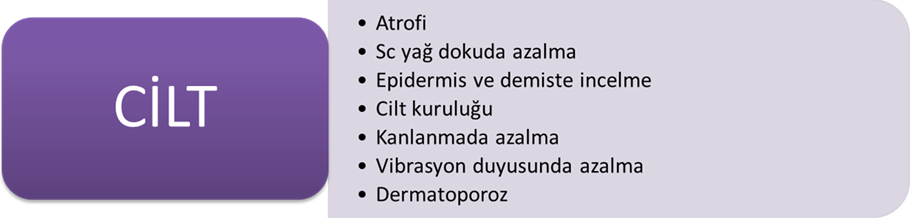 CİLT
• Atrofi
• Sc yağ dokuda azalma
• Epidermis ve demiste incelme
• Cilt kuruluğu
• Kanlanmada azalma
• Vibrasyon duyusunda azalma
• Dermatoporoz